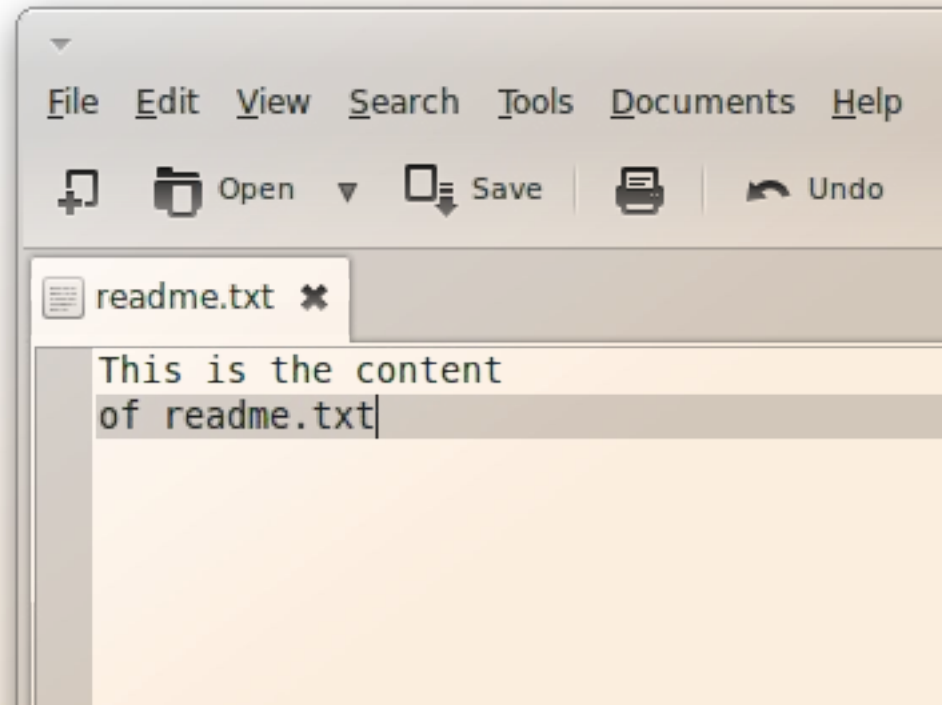 File Edit View Search Tools Documents Help
Open Save Undo
readme.txt
This is the content
of readme.txt